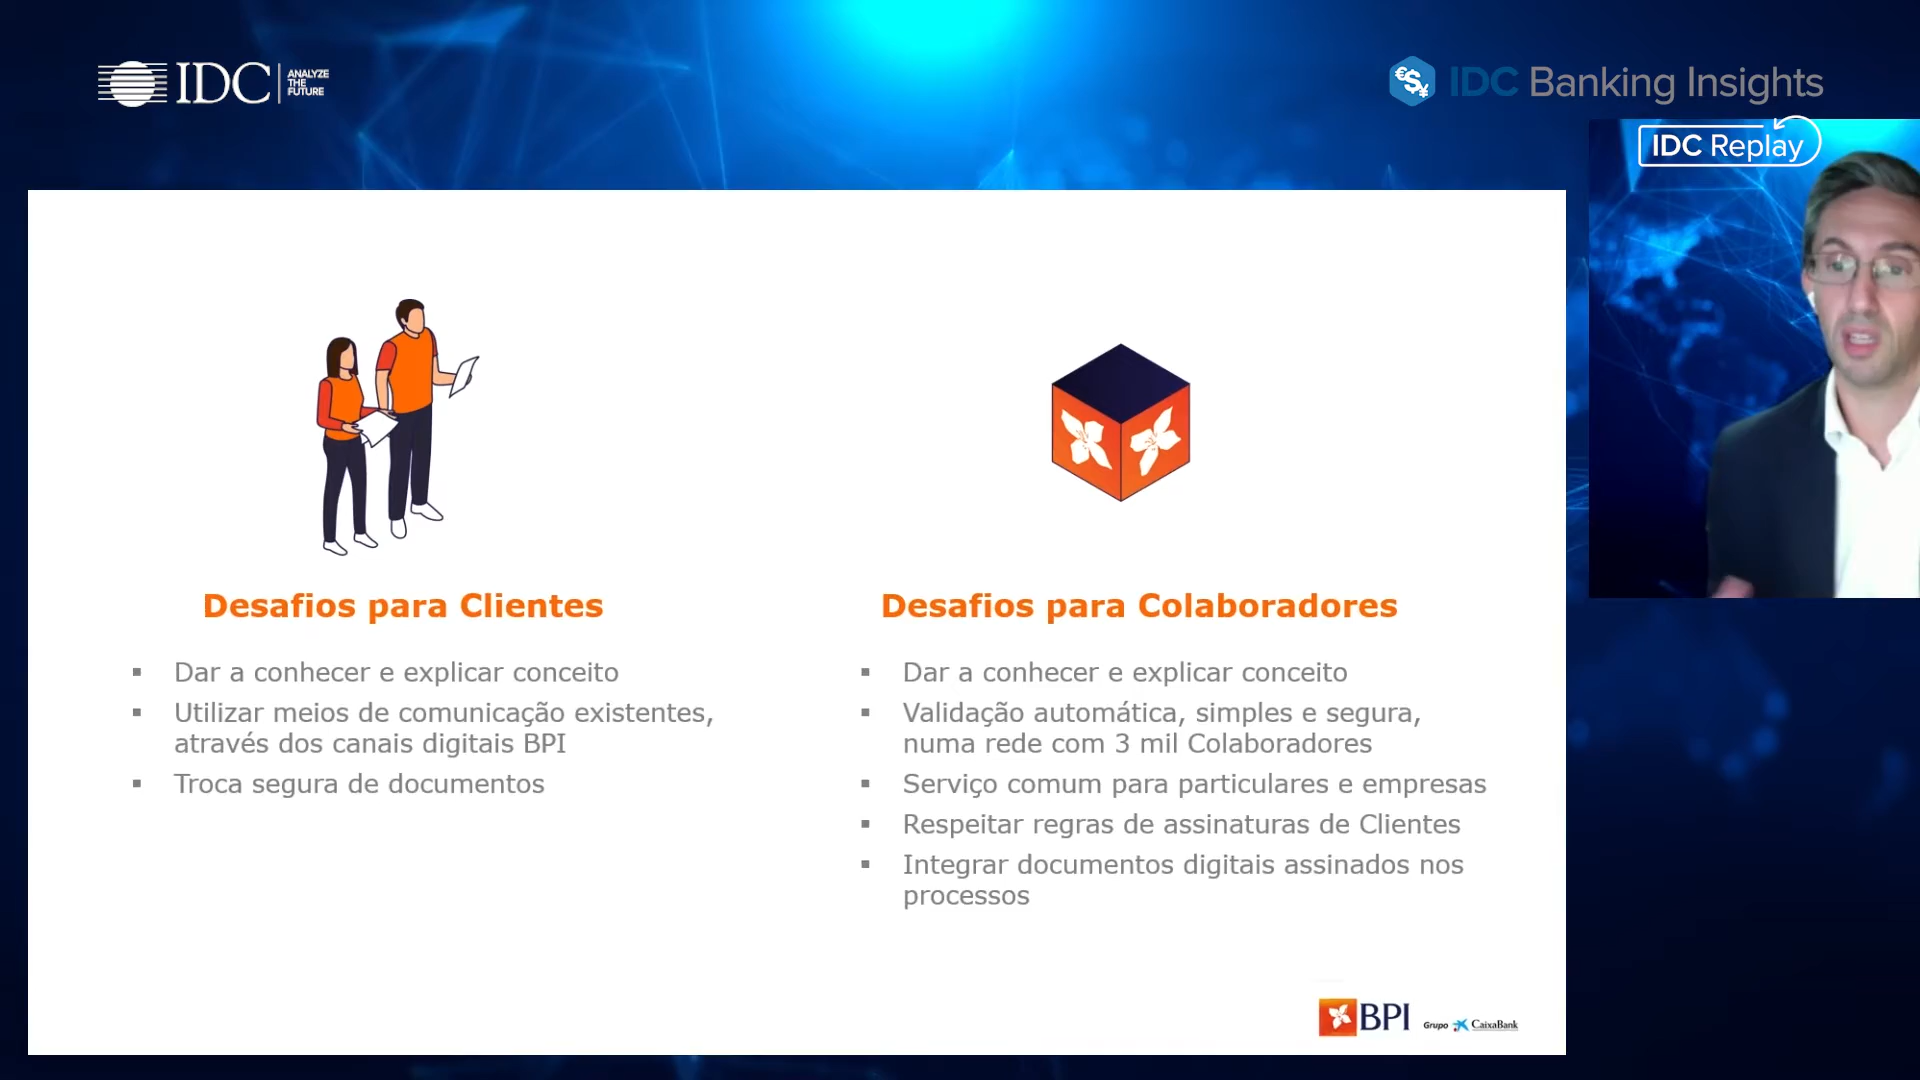 IDC
ANALYZE
THE
FUTURE
IDC Banking Insights
IDC Replay
Desafios para Clientes
▪ Dar a conhecer e explicar conceito
▪ Utilizar meios de comunicação existentes,
através dos canais digitais BPI
▪ Troca segura de documentos
Desafios para Colaboradores
▪ Dar a conhecer e explicar conceito
▪ Validação automática, simples e segura,
numa rede com 3 mil Colaboradores
▪ Serviço comum para particulares e empresas
▪ Respeitar regras de assinaturas de Clientes
▪ Integrar documentos digitais assinados nos
processos
BPI Grupo CaixaBank